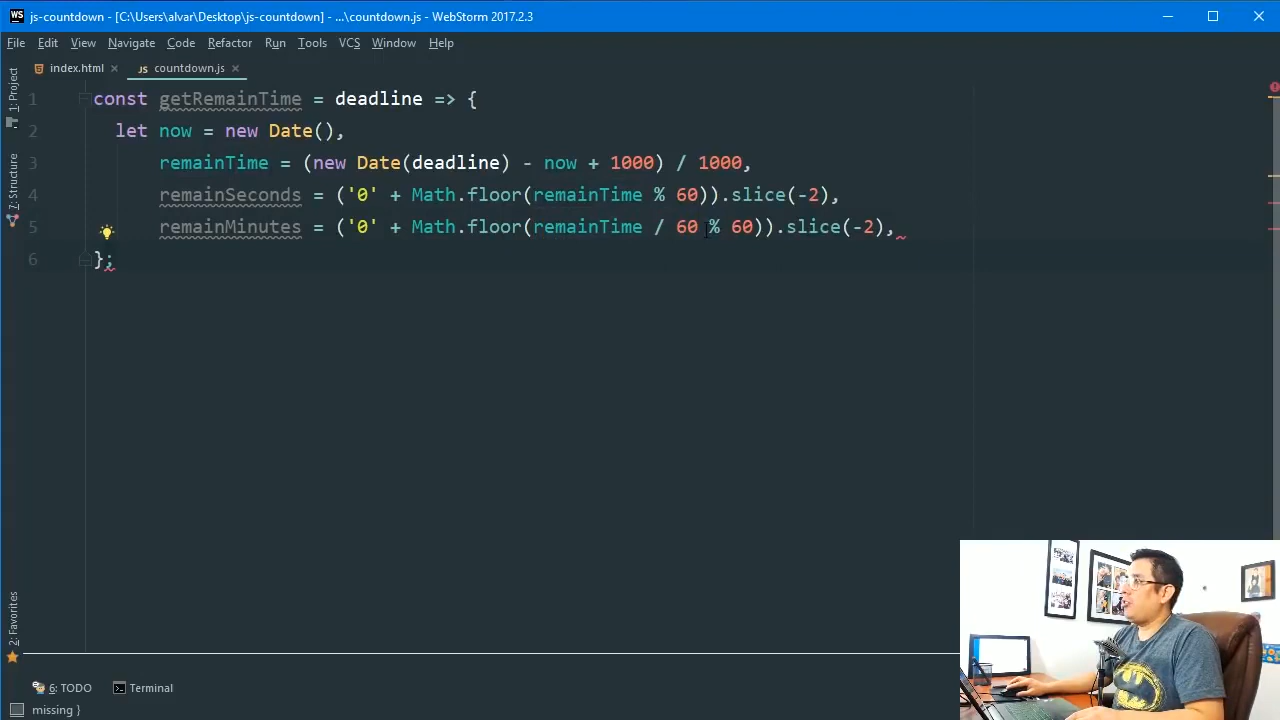 WS js-countdown - [C:\Users\alvar\Desktop\js-countdown] - ...\countdown.js - WebStorm 2017.2.3
File Edit View Navigate Code Refactor Run Tools VCS Window Help
index.html countdown.js
1: Project
2: Structure
2: Favorites
1 const getRemainTime = deadline => {
2 let now = new Date(),
3 remainTime = (new Date(deadline) - now + 1000) / 1000,
4 remainSeconds = ('0' + Math.floor(remainTime % 60)).slice(-2),
5 remainMinutes = ('0' + Math.floor(remainTime / 60 % 60)).slice(-2),
6 };
6: TODO Terminal
missing }